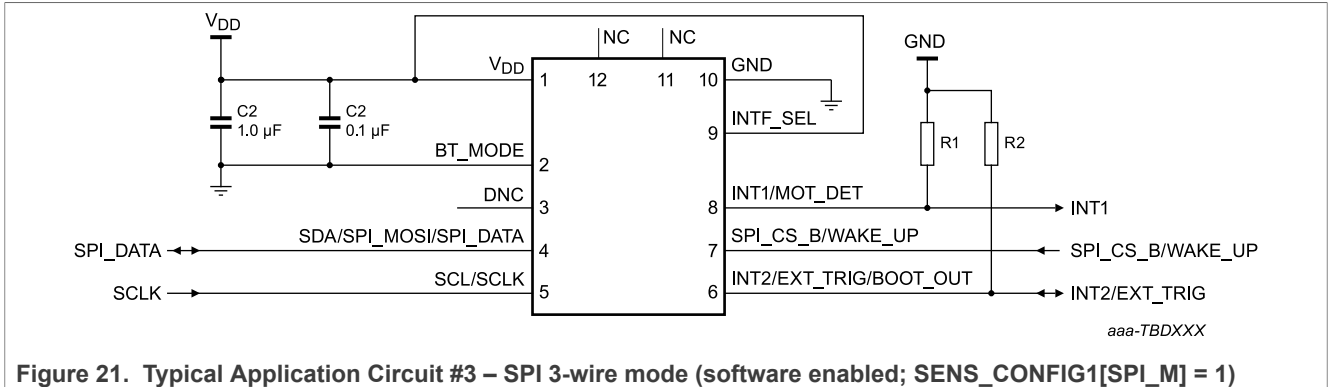 V_DD
NC
NC
GND
V_DD
1
12
11
10
GND
C2
1.0 µF
C2
0.1 µF
9
INTF_SEL
R1
R2
BT_MODE
2
DNC
3
8
INT1/MOT_DET
INT1
SPI_DATA
SDA/SPI_MOSI/SPI_DATA
4
7
SPI_CS_B/WAKE_UP
SPI_CS_B/WAKE_UP
SCLK
SCL/SCLK
5
6
INT2/EXT_TRIG/BOOT_OUT
INT2/EXT_TRIG
aaa-TBDXXX
Figure 21. Typical Application Circuit #3 – SPI 3-wire mode (software enabled; SENS_CONFIG1[SPI_M] = 1)